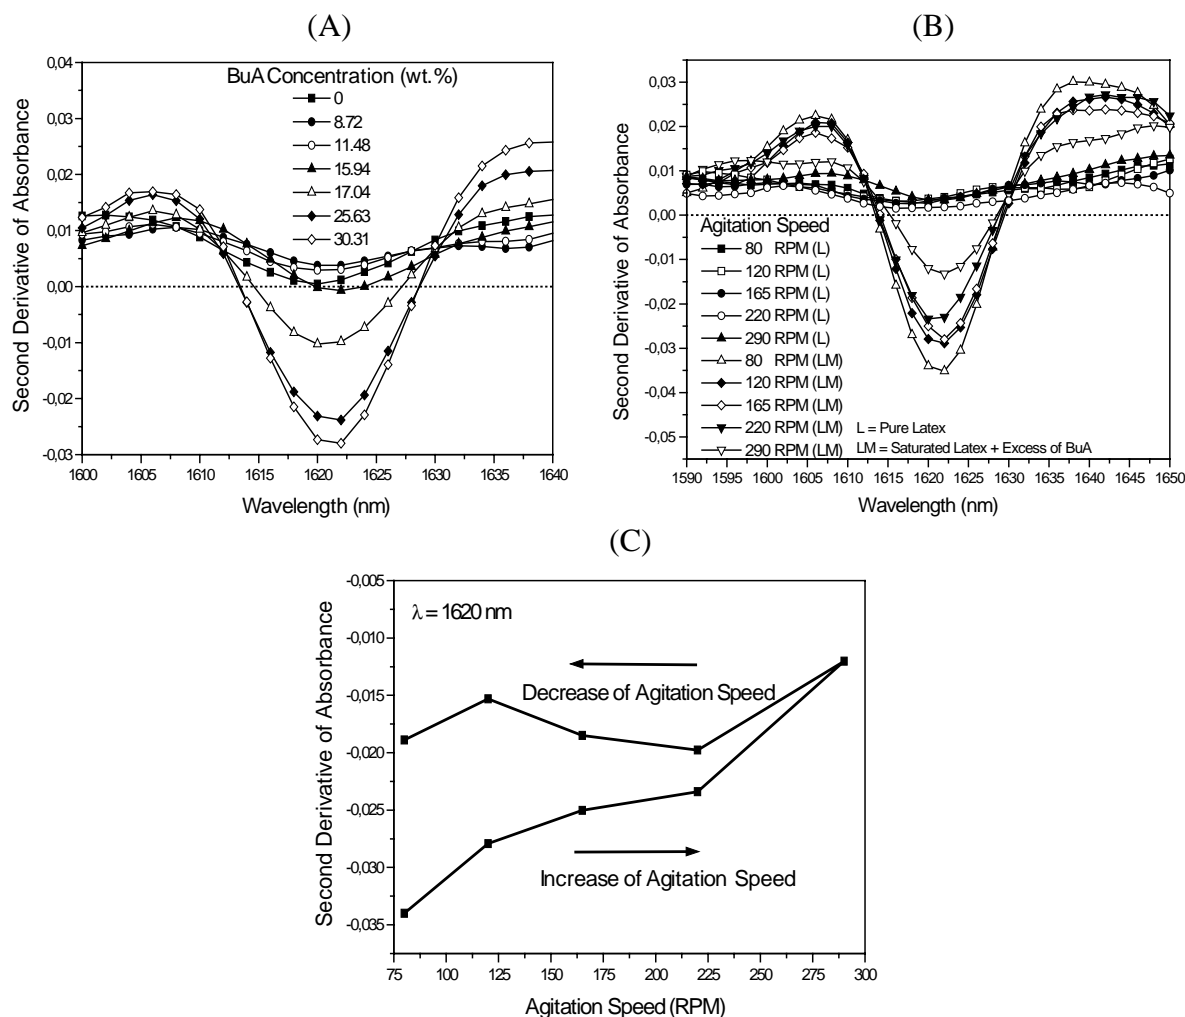 (A)
(B)
0,04
0,03
0,02
0,01
0,00
-0,01
-0,02
-0,03
Second Derivative of Absorbance
BuA Concentration (wt.%)
0
8.72
11.48
15.94
17.04
25.63
30.31
1600 1605 1610 1615 1620 1625 1630 1635 1640
Wavelength (nm)
0,03
0,02
0,01
0,00
-0,01
-0,02
-0,03
-0,04
-0,05
Second Derivative of Absorbance
Agitation Speed
80 RPM (L)
120 RPM (L)
165 RPM (L)
220 RPM (L)
290 RPM (L)
80 RPM (LM)
120 RPM (LM)
165 RPM (LM)
220 RPM (LM)
290 RPM (LM)
L = Pure Latex
LM = Saturated Latex + Excess of BuA
1590 1595 1600 1605 1610 1615 1620 1625 1630 1635 1640 1645 1650
Wavelength (nm)
(C)
-0,005
-0,010
-0,015
-0,020
-0,025
-0,030
-0,035
Second Derivative of Absorbance
λ = 1620 nm
Decrease of Agitation Speed
Increase of Agitation Speed
75 100 125 150 175 200 225 250 275 300
Agitation Speed (RPM)